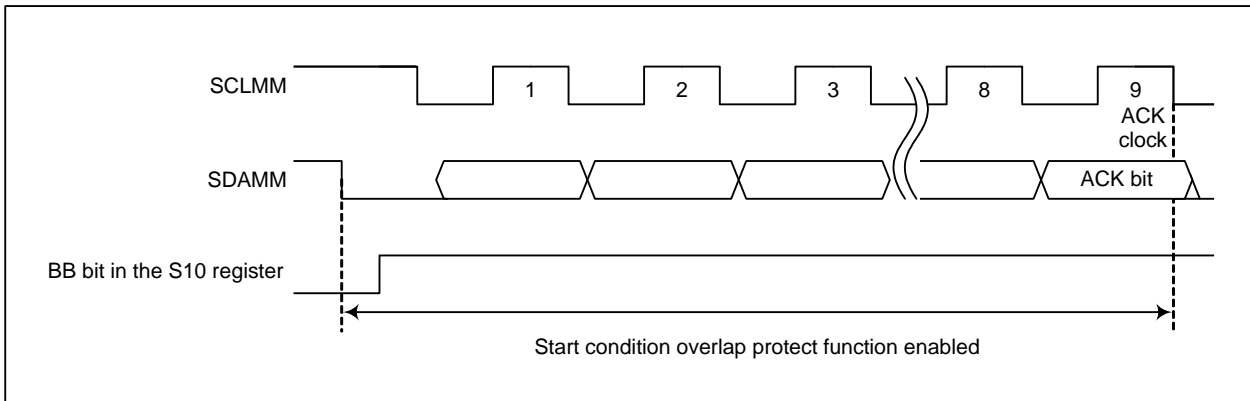 SCLMM
1
2
3
8
9
ACK
clock
SDAMM
ACK bit
BB bit in the S10 register
Start condition overlap protect function enabled